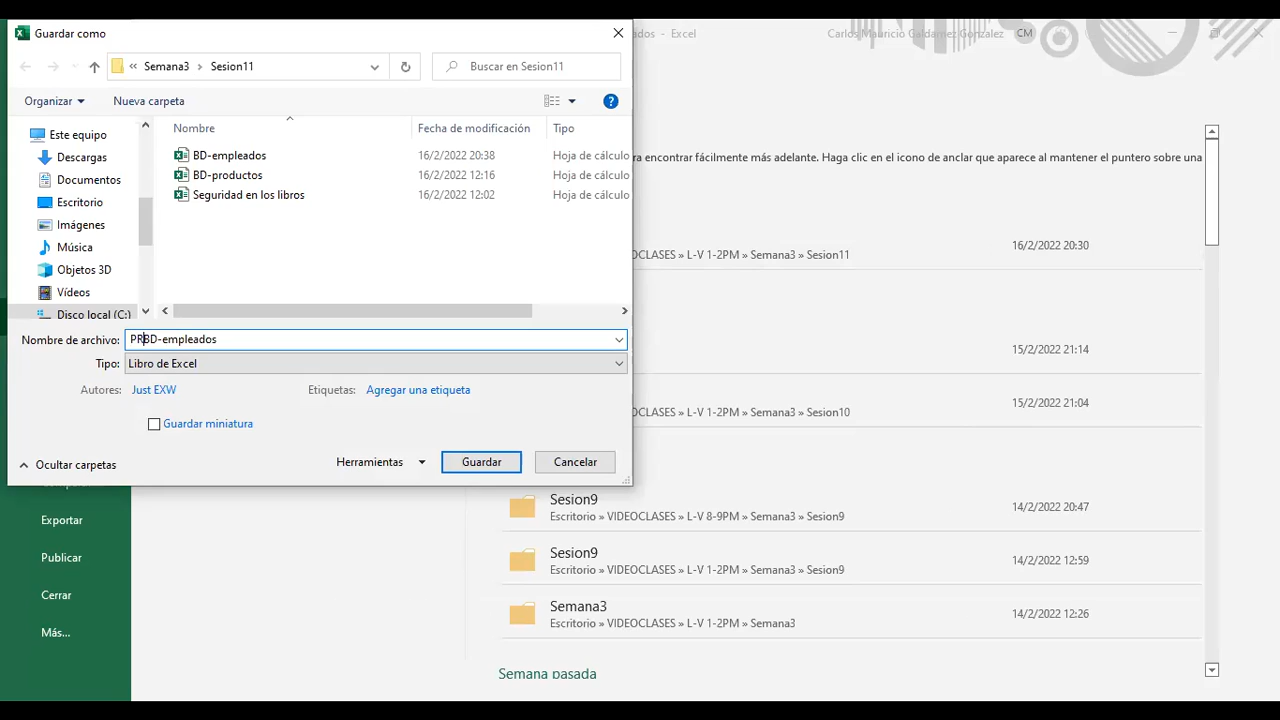 Guardar como
ados - Excel
Carlos Mauricio Galdamez Gonzalez
CM
Semana3 > Sesion11
Buscar en Sesion11
Organizar
Nueva carpeta
Nombre
Fecha de modificación
Tipo
Este equipo
Descargas
Documentos
Escritorio
Imágenes
Música
Objetos 3D
Vídeos
Disco local (C:)
BD-empleados 16/2/2022 20:38 Hoja de cálculo
BD-productos 16/2/2022 12:16 Hoja de cálculo
Seguridad en los libros 16/2/2022 12:02 Hoja de cálculo
Nombre de archivo: PRBD-empleados
Tipo: Libro de Excel
Autores: Just EXW
Etiquetas: Agregar una etiqueta
Guardar miniatura
Ocultar carpetas
Herramientas
Guardar
Cancelar
ra encontrar fácilmente más adelante. Haga clic en el icono de anclar que aparece al mantener el puntero sobre una
16/2/2022 20:30
CLASES » L-V 1-2PM » Semana3 » Sesion11
15/2/2022 21:14
15/2/2022 21:04
CLASES » L-V 1-2PM » Semana3 » Sesion10
Sesion9
Escritorio » VIDEOCLASES » L-V 8-9PM » Semana3 » Sesion9
14/2/2022 20:47
Sesion9
Escritorio » VIDEOCLASES » L-V 1-2PM » Semana3 » Sesion9
14/2/2022 12:59
Semana3
Escritorio » VIDEOCLASES » L-V 1-2PM » Semana3
14/2/2022 12:26
Semana pasada
Exportar
Publicar
Cerrar
Más...